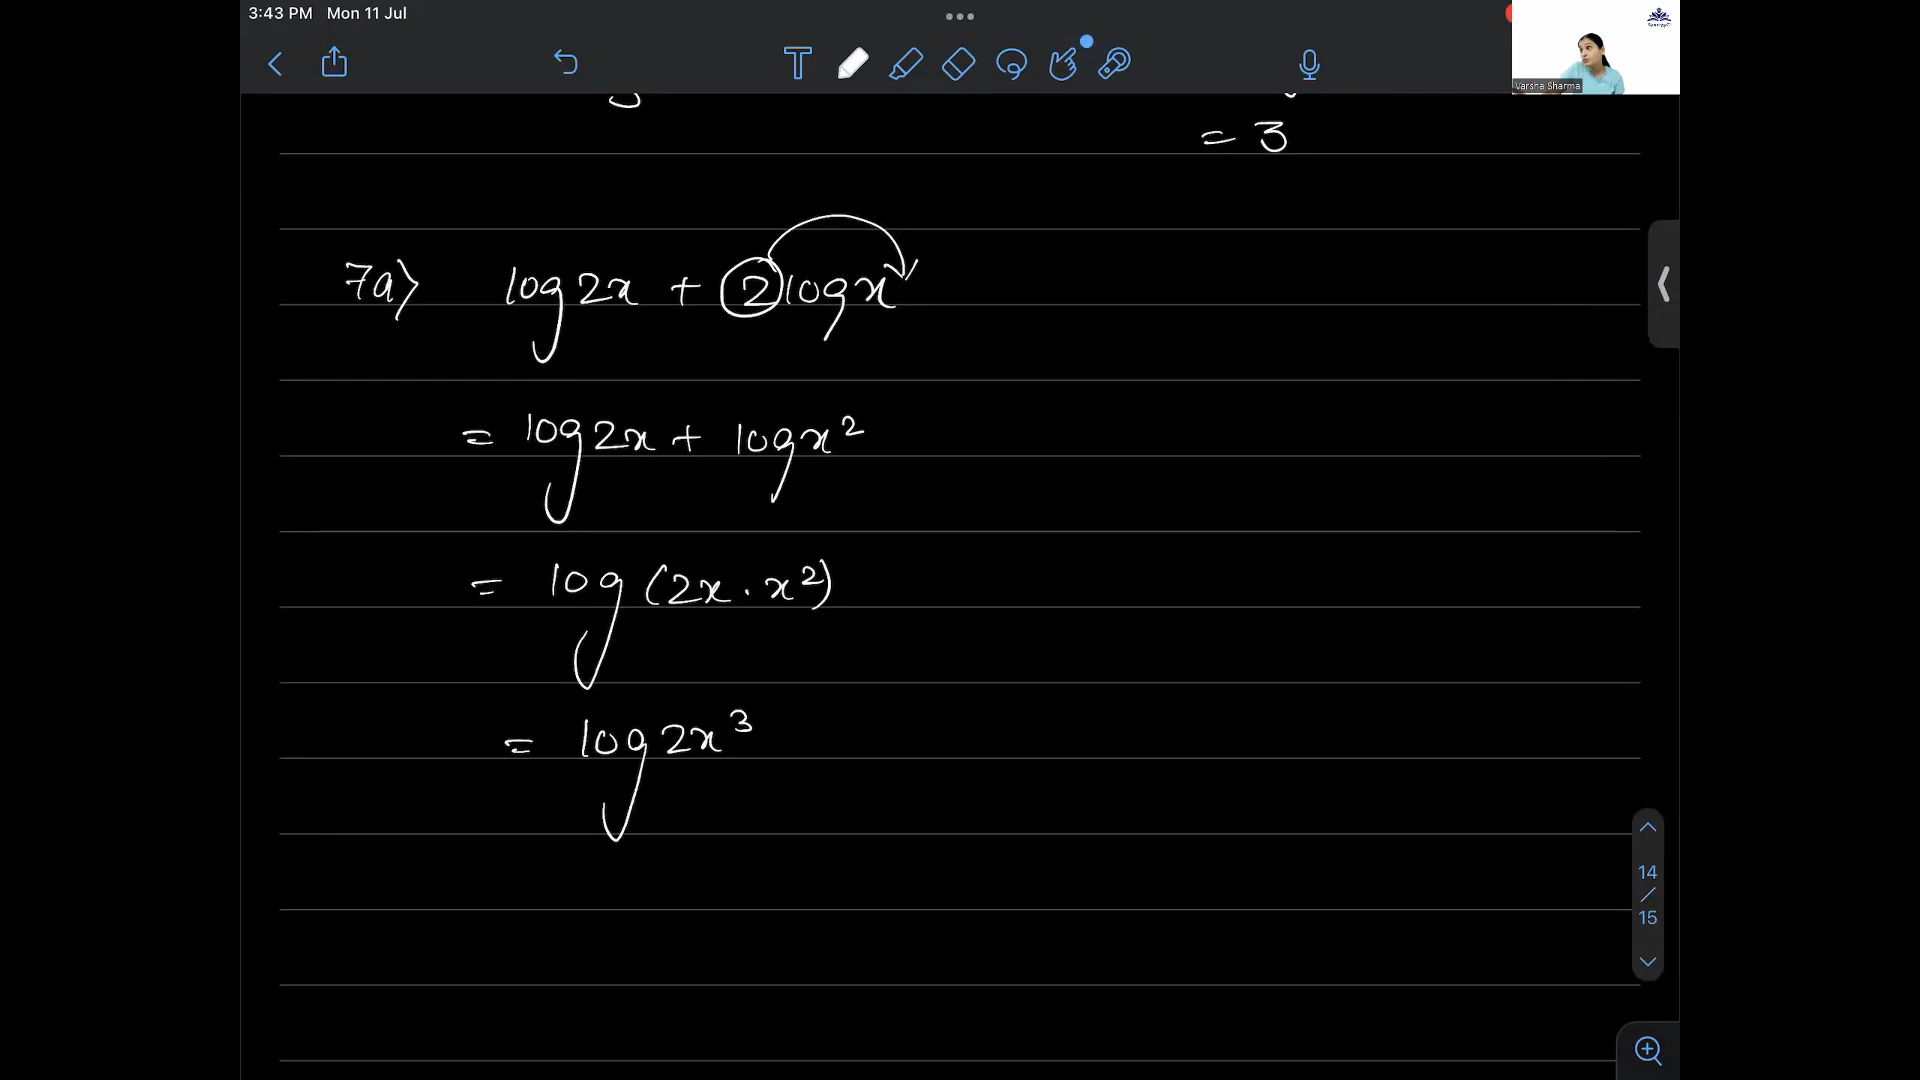 3:43 PM Mon 11 Jul
Varsha Sharma
= 3
7a) log 2x + 2 log x
= log 2x + log x²
= log (2x · x²)
= log 2x³
14
/
15